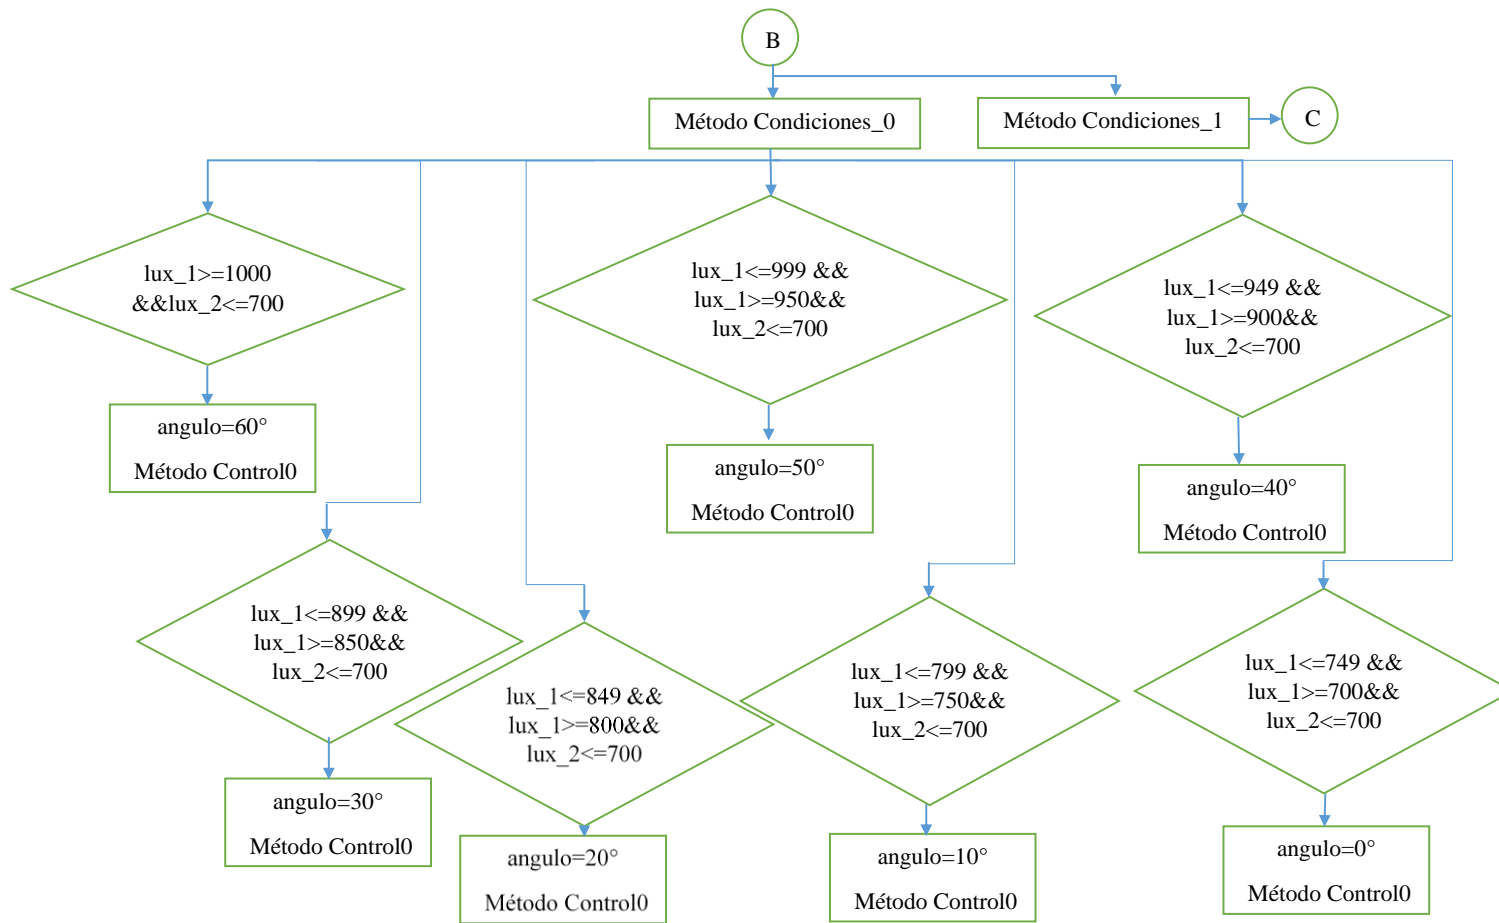 B
Método Condiciones_0
Método Condiciones_1
C
lux_1>=1000
&&lux_2<=700
lux_1<=999 &&
lux_1>=950&&
lux_2<=700
lux_1<=949 &&
lux_1>=900&&
lux_2<=700
angulo=60°
Método Control0
angulo=50°
Método Control0
angulo=40°
Método Control0
lux_1<=899 &&
lux_1>=850&&
lux_2<=700
lux_1<=849 &&
lux_1>=800&&
lux_2<=700
lux_1<=799 &&
lux_1>=750&&
lux_2<=700
lux_1<=749 &&
lux_1>=700&&
lux_2<=700
angulo=30°
Método Control0
angulo=20°
Método Control0
angulo=10°
Método Control0
angulo=0°
Método Control0